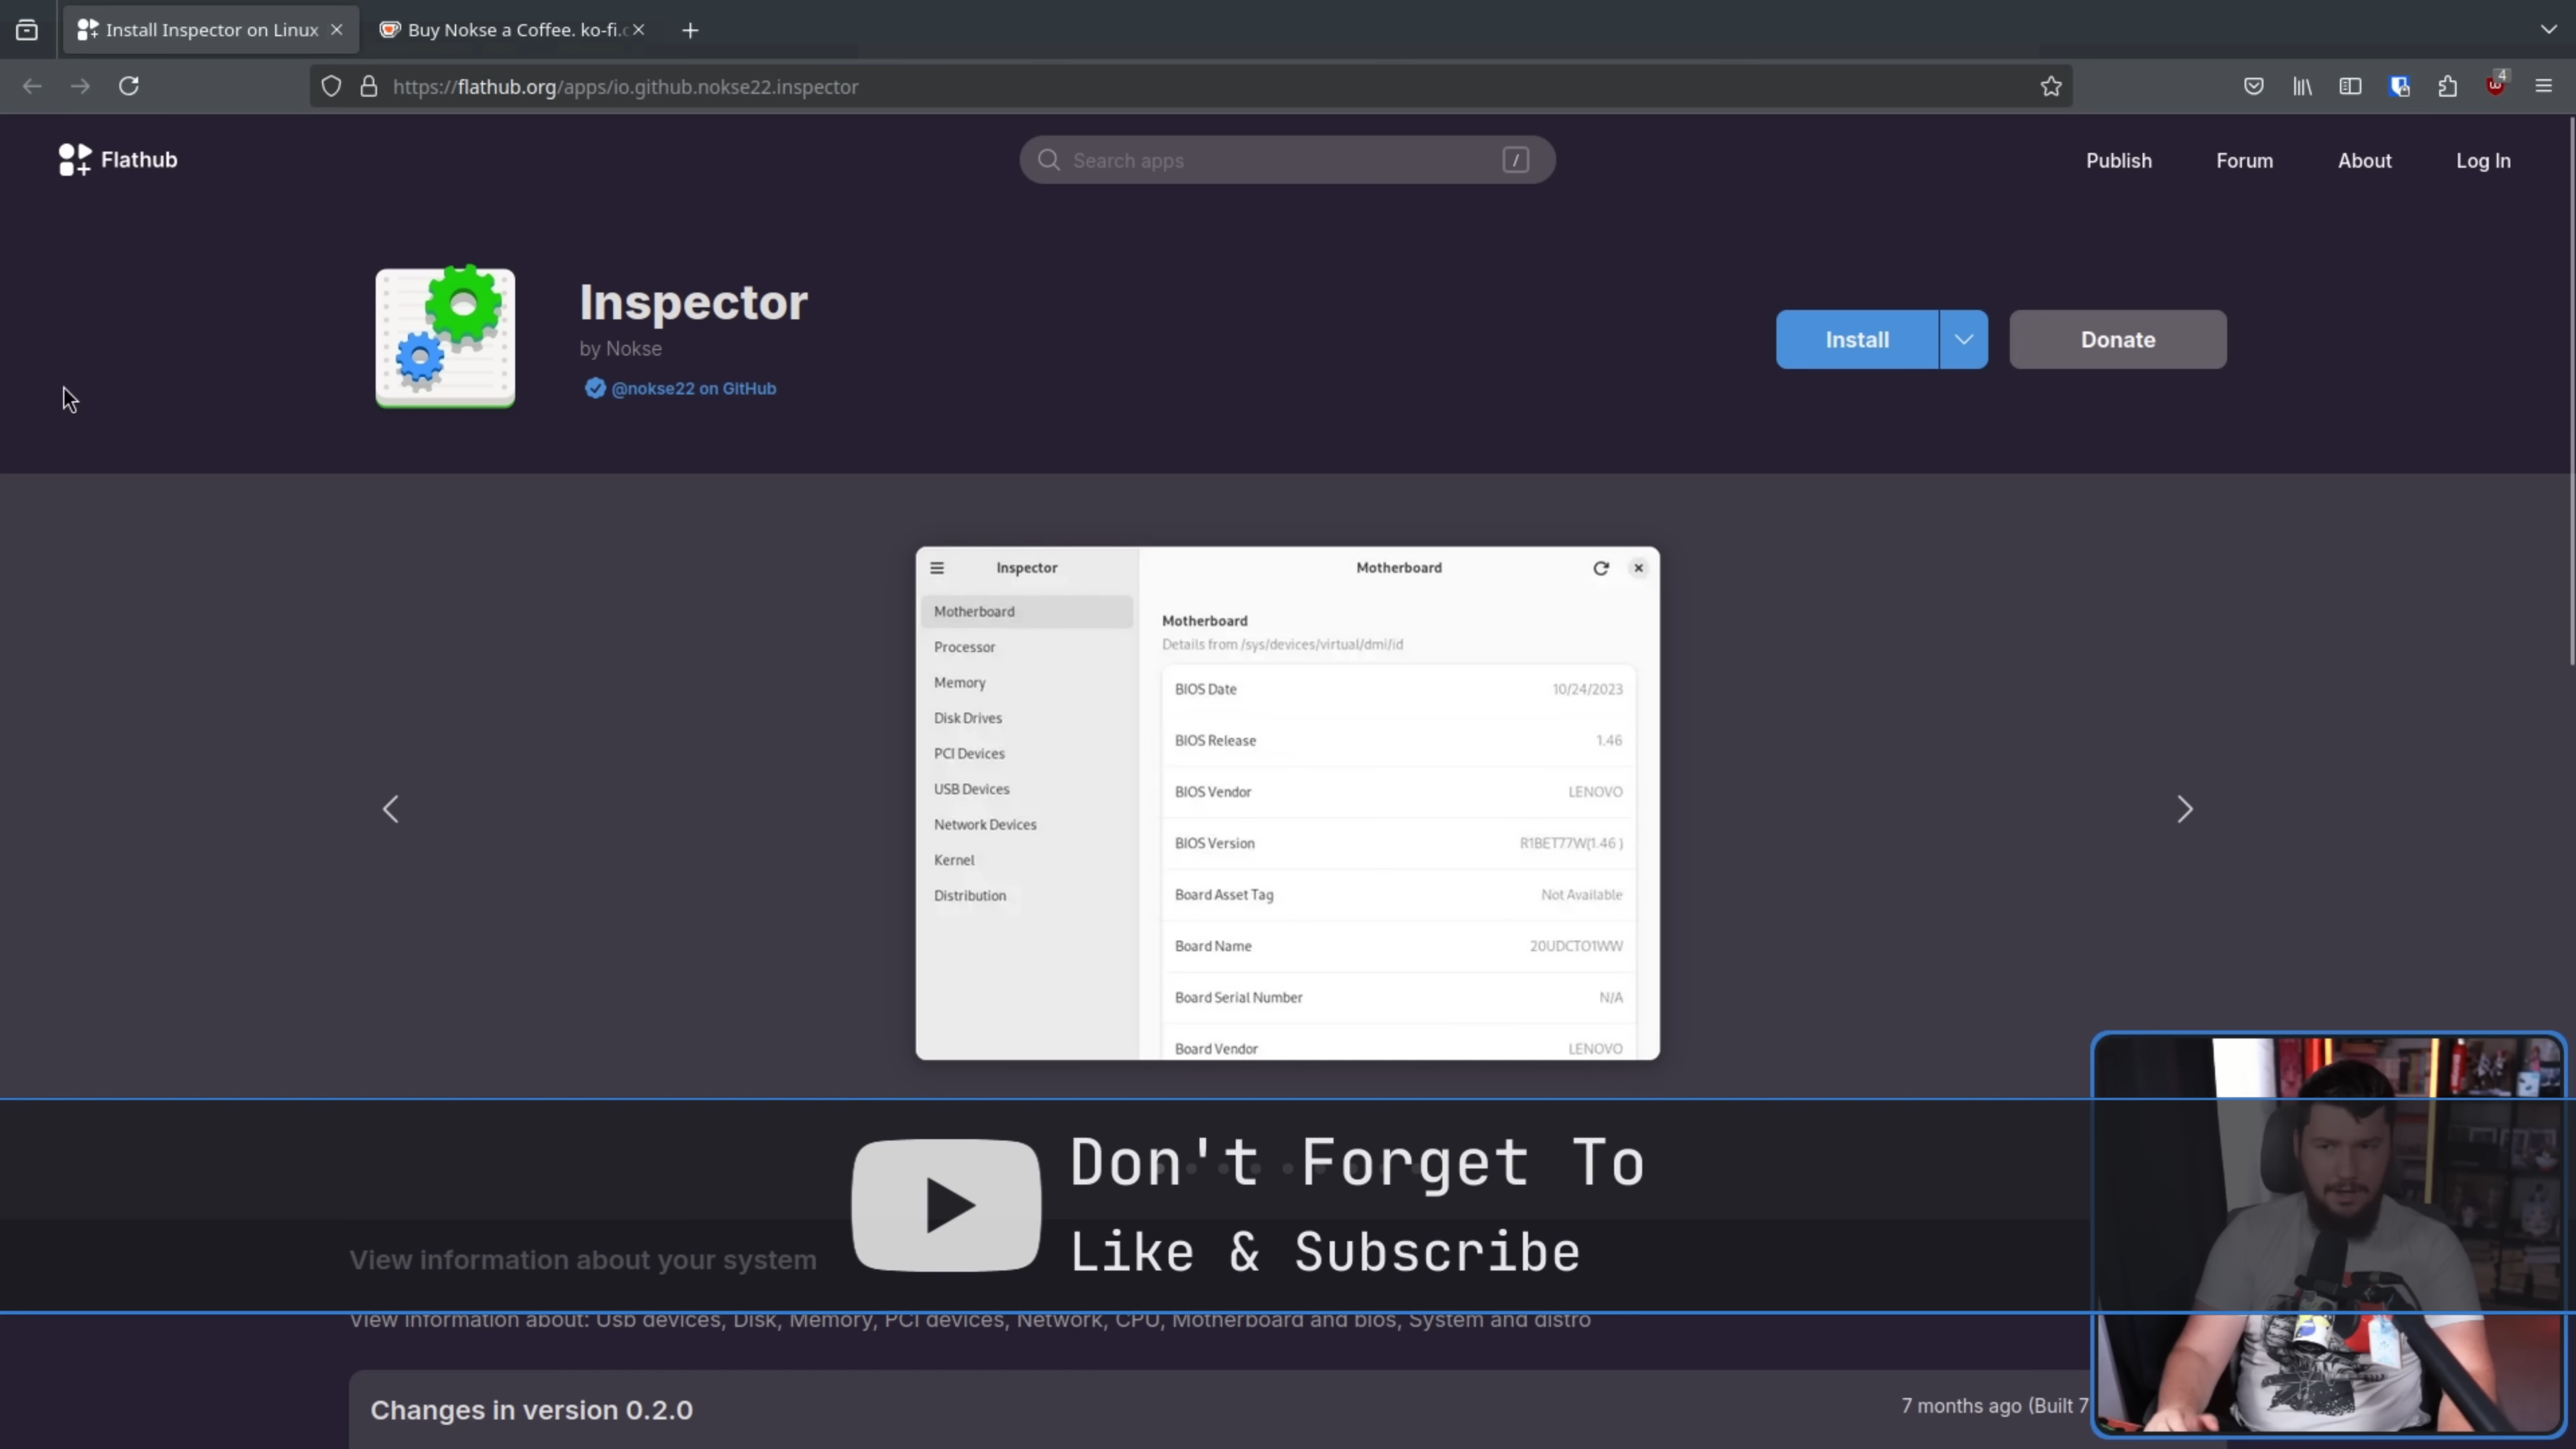 Install Inspector on Linux
Buy Nokse a Coffee. ko-fi.c
https://flathub.org/apps/io.github.nokse22.inspector
4
Flathub
Search apps
/
Publish
Forum
About
Log In
Inspector
by Nokse
@nokse22 on GitHub
Install
Donate
Inspector
Motherboard
Motherboard
Processor
Memory
Disk Drives
PCI Devices
USB Devices
Network Devices
Kernel
Distribution
Motherboard
Details from /sys/devices/virtual/dmi/id
BIOS Date 10/24/2023
BIOS Release 1.46
BIOS Vendor LENOVO
BIOS Version R1BET77W(1.46 )
Board Asset Tag Not Available
Board Name 20UDCTO1WW
Board Serial Number N/A
Board Vendor LENOVO
Don't Forget To
Like & Subscribe
View information about your system
View information about: Usb devices, Disk, Memory, PCI devices, Network, CPU, Motherboard and bios, System and distro
Changes in version 0.2.0
7 months ago (Built 7